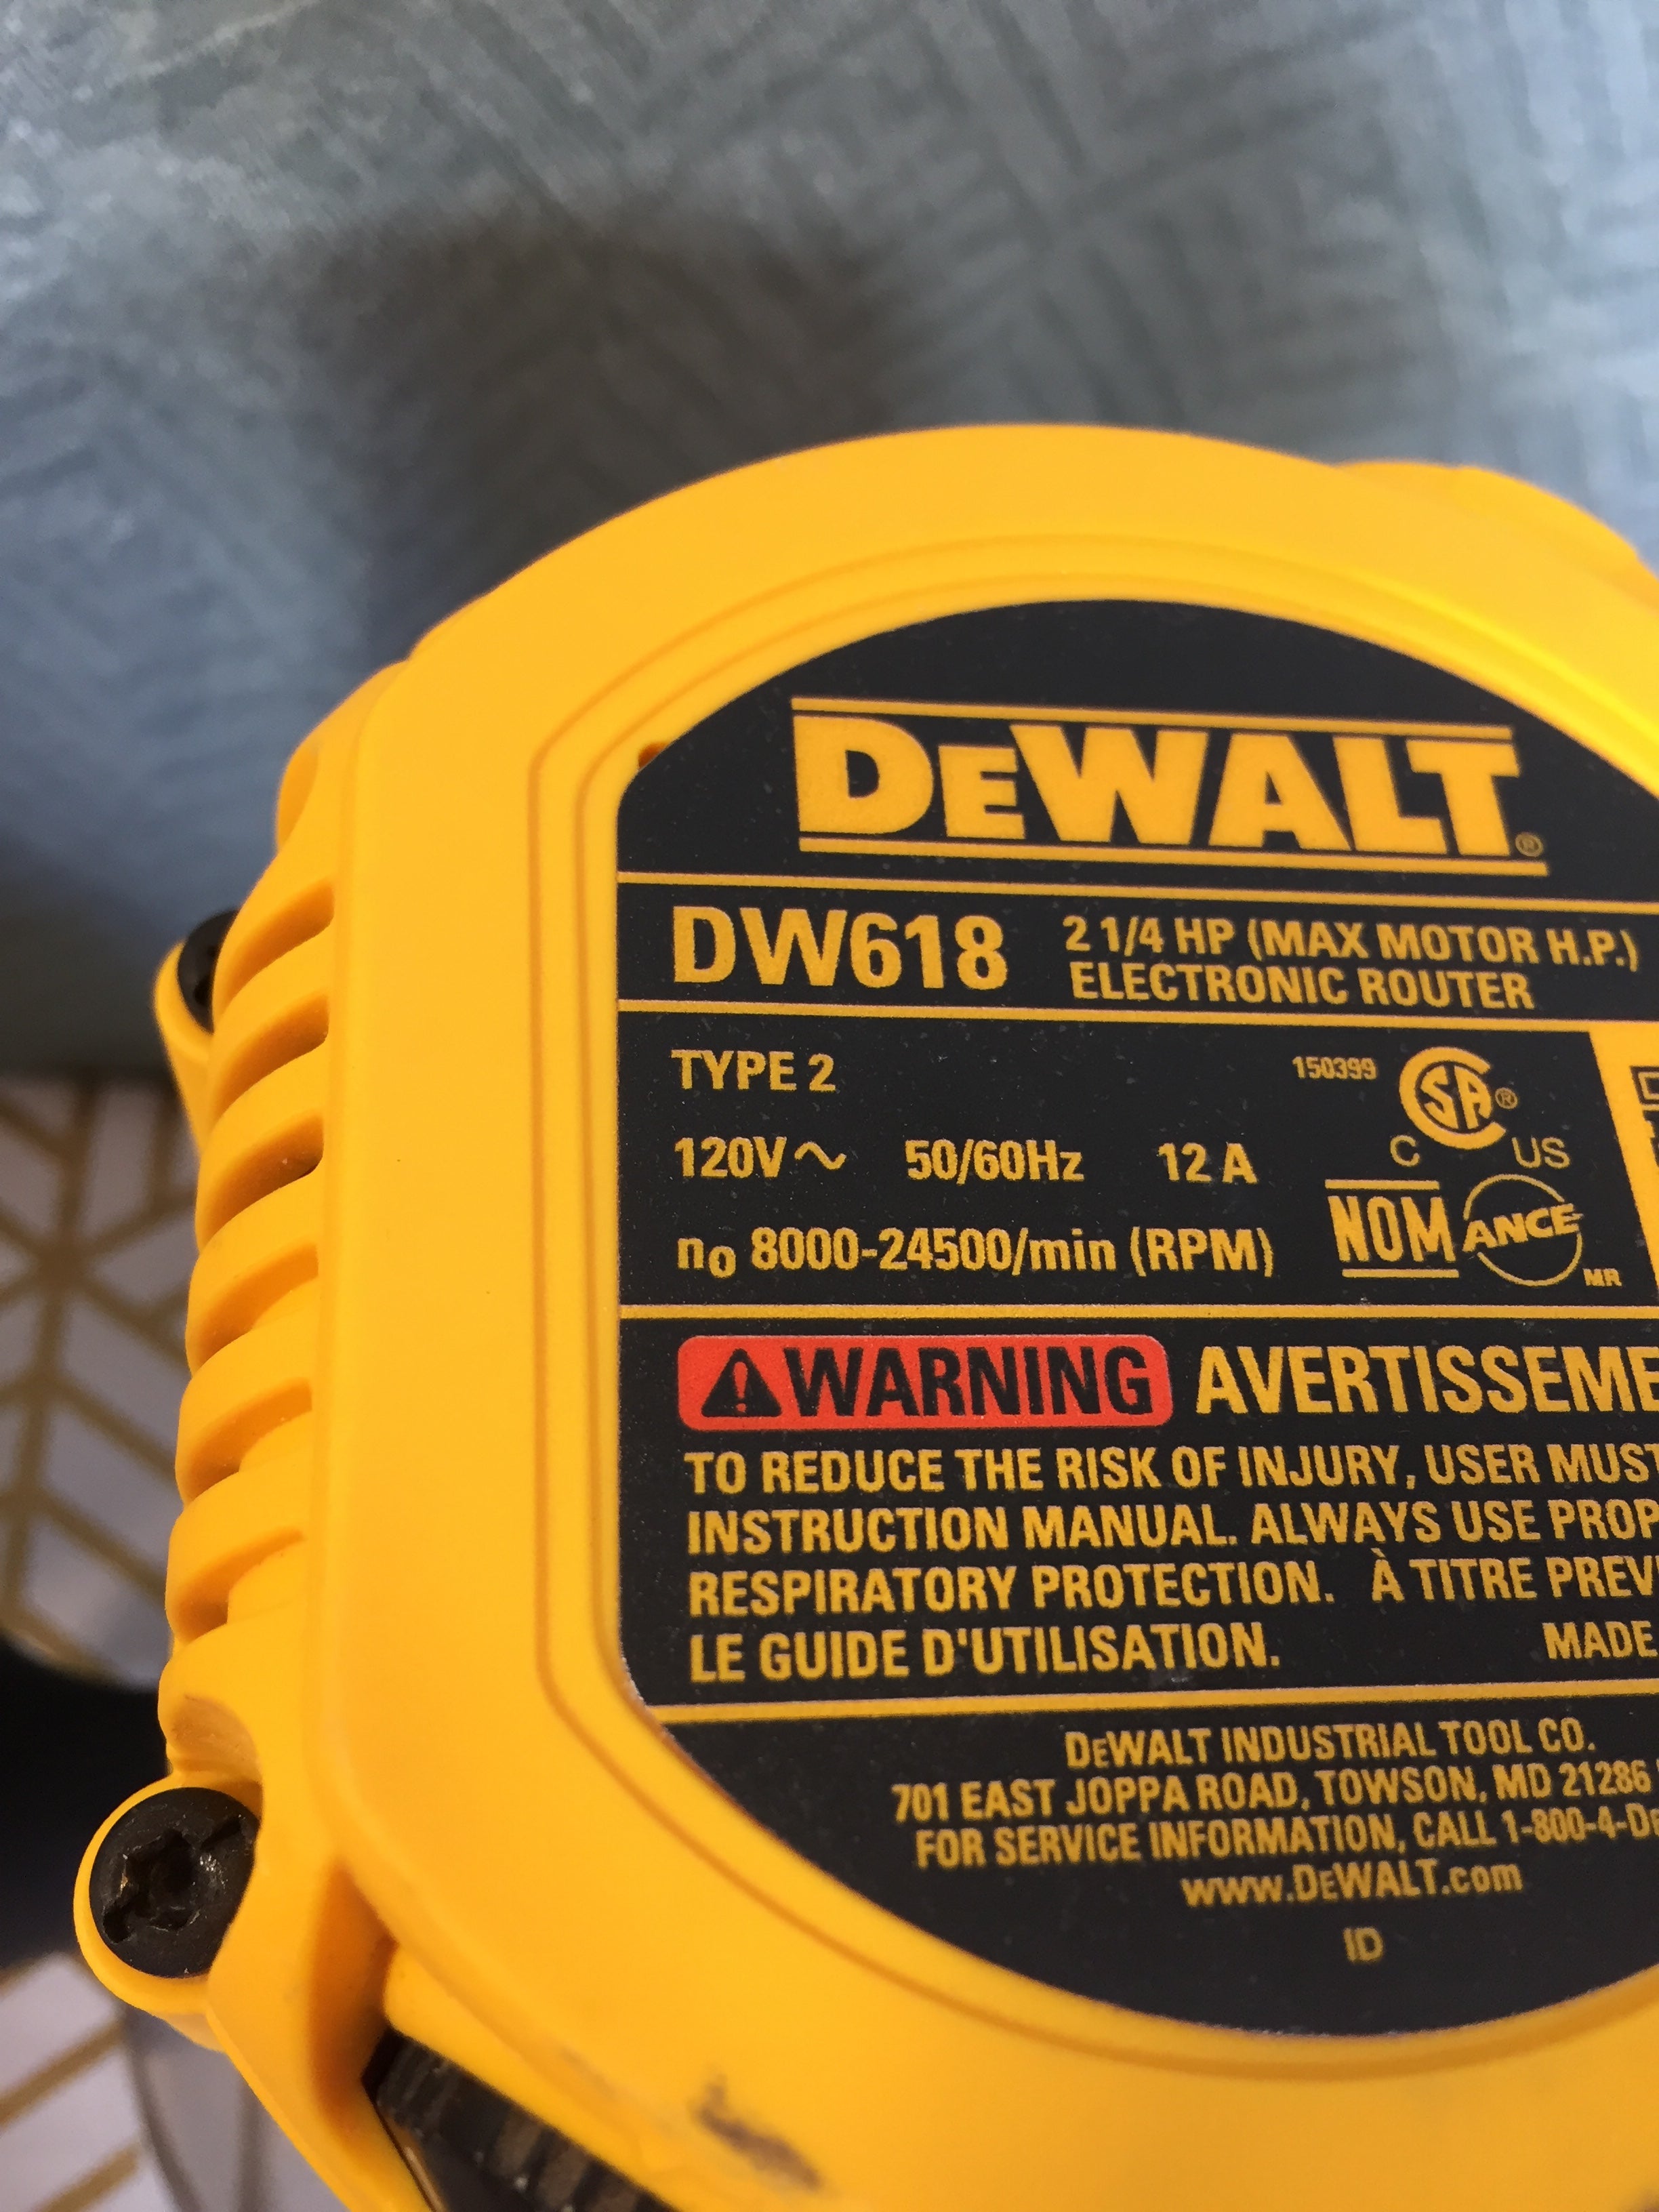 DEWALT®
DW618
2 1/4 HP (MAX MOTOR H.P.)
ELECTRONIC ROUTER
TYPE 2
150399
CSA®
C US
120V~ 50/60Hz 12 A
NOM ANCE MR
no 8000-24500/min (RPM)
WARNING AVERTISSEME
TO REDUCE THE RISK OF INJURY, USER MUST
INSTRUCTION MANUAL. ALWAYS USE PROP
RESPIRATORY PROTECTION. À TITRE PREV
LE GUIDE D'UTILISATION. MADE
DEWALT INDUSTRIAL TOOL CO.
701 EAST JOPPA ROAD, TOWSON, MD 21286
FOR SERVICE INFORMATION, CALL 1-800-4-DE
www.DEWALT.com
ID